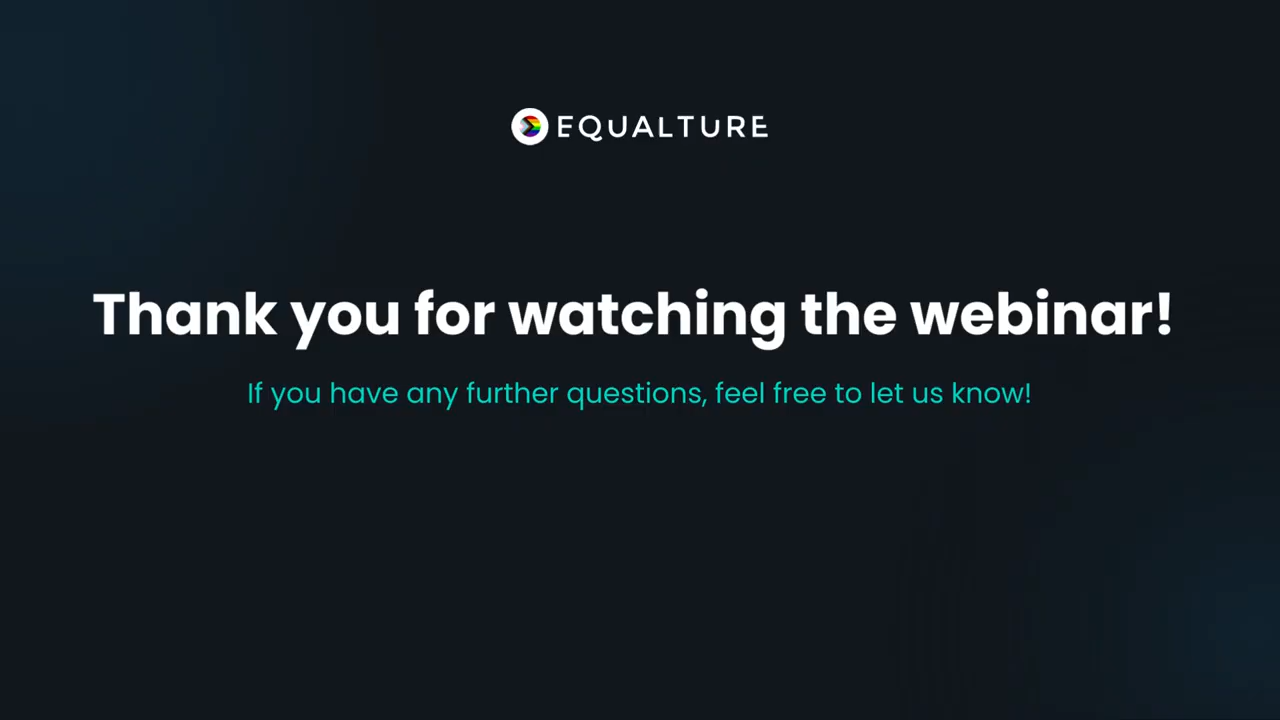 EQUALTURE
Thank you for watching the webinar!
If you have any further questions, feel free to let us know!